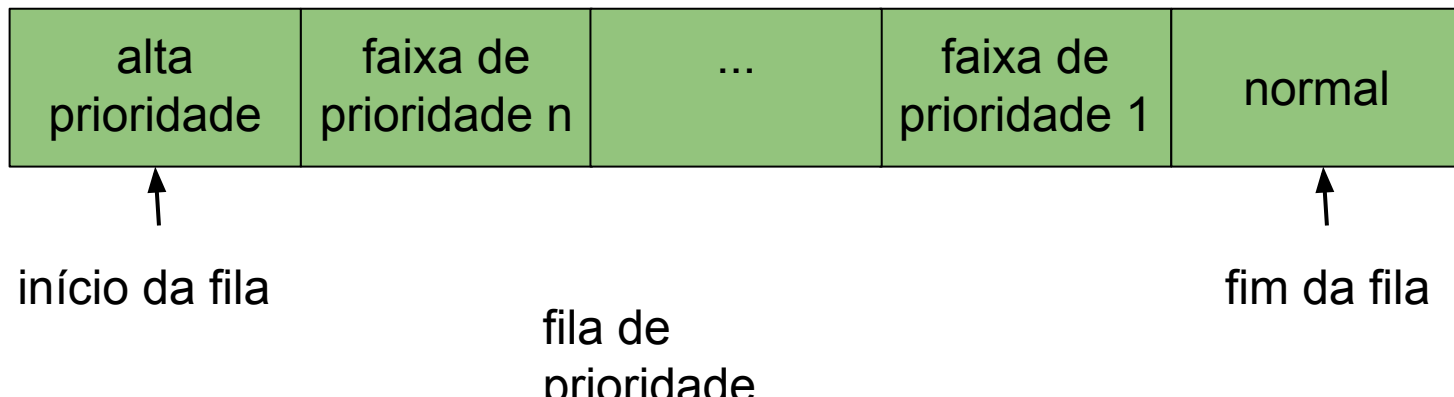 alta
prioridade
faixa de
prioridade n
...
faixa de
prioridade 1
normal
início da fila
fim da fila
fila de
prioridade